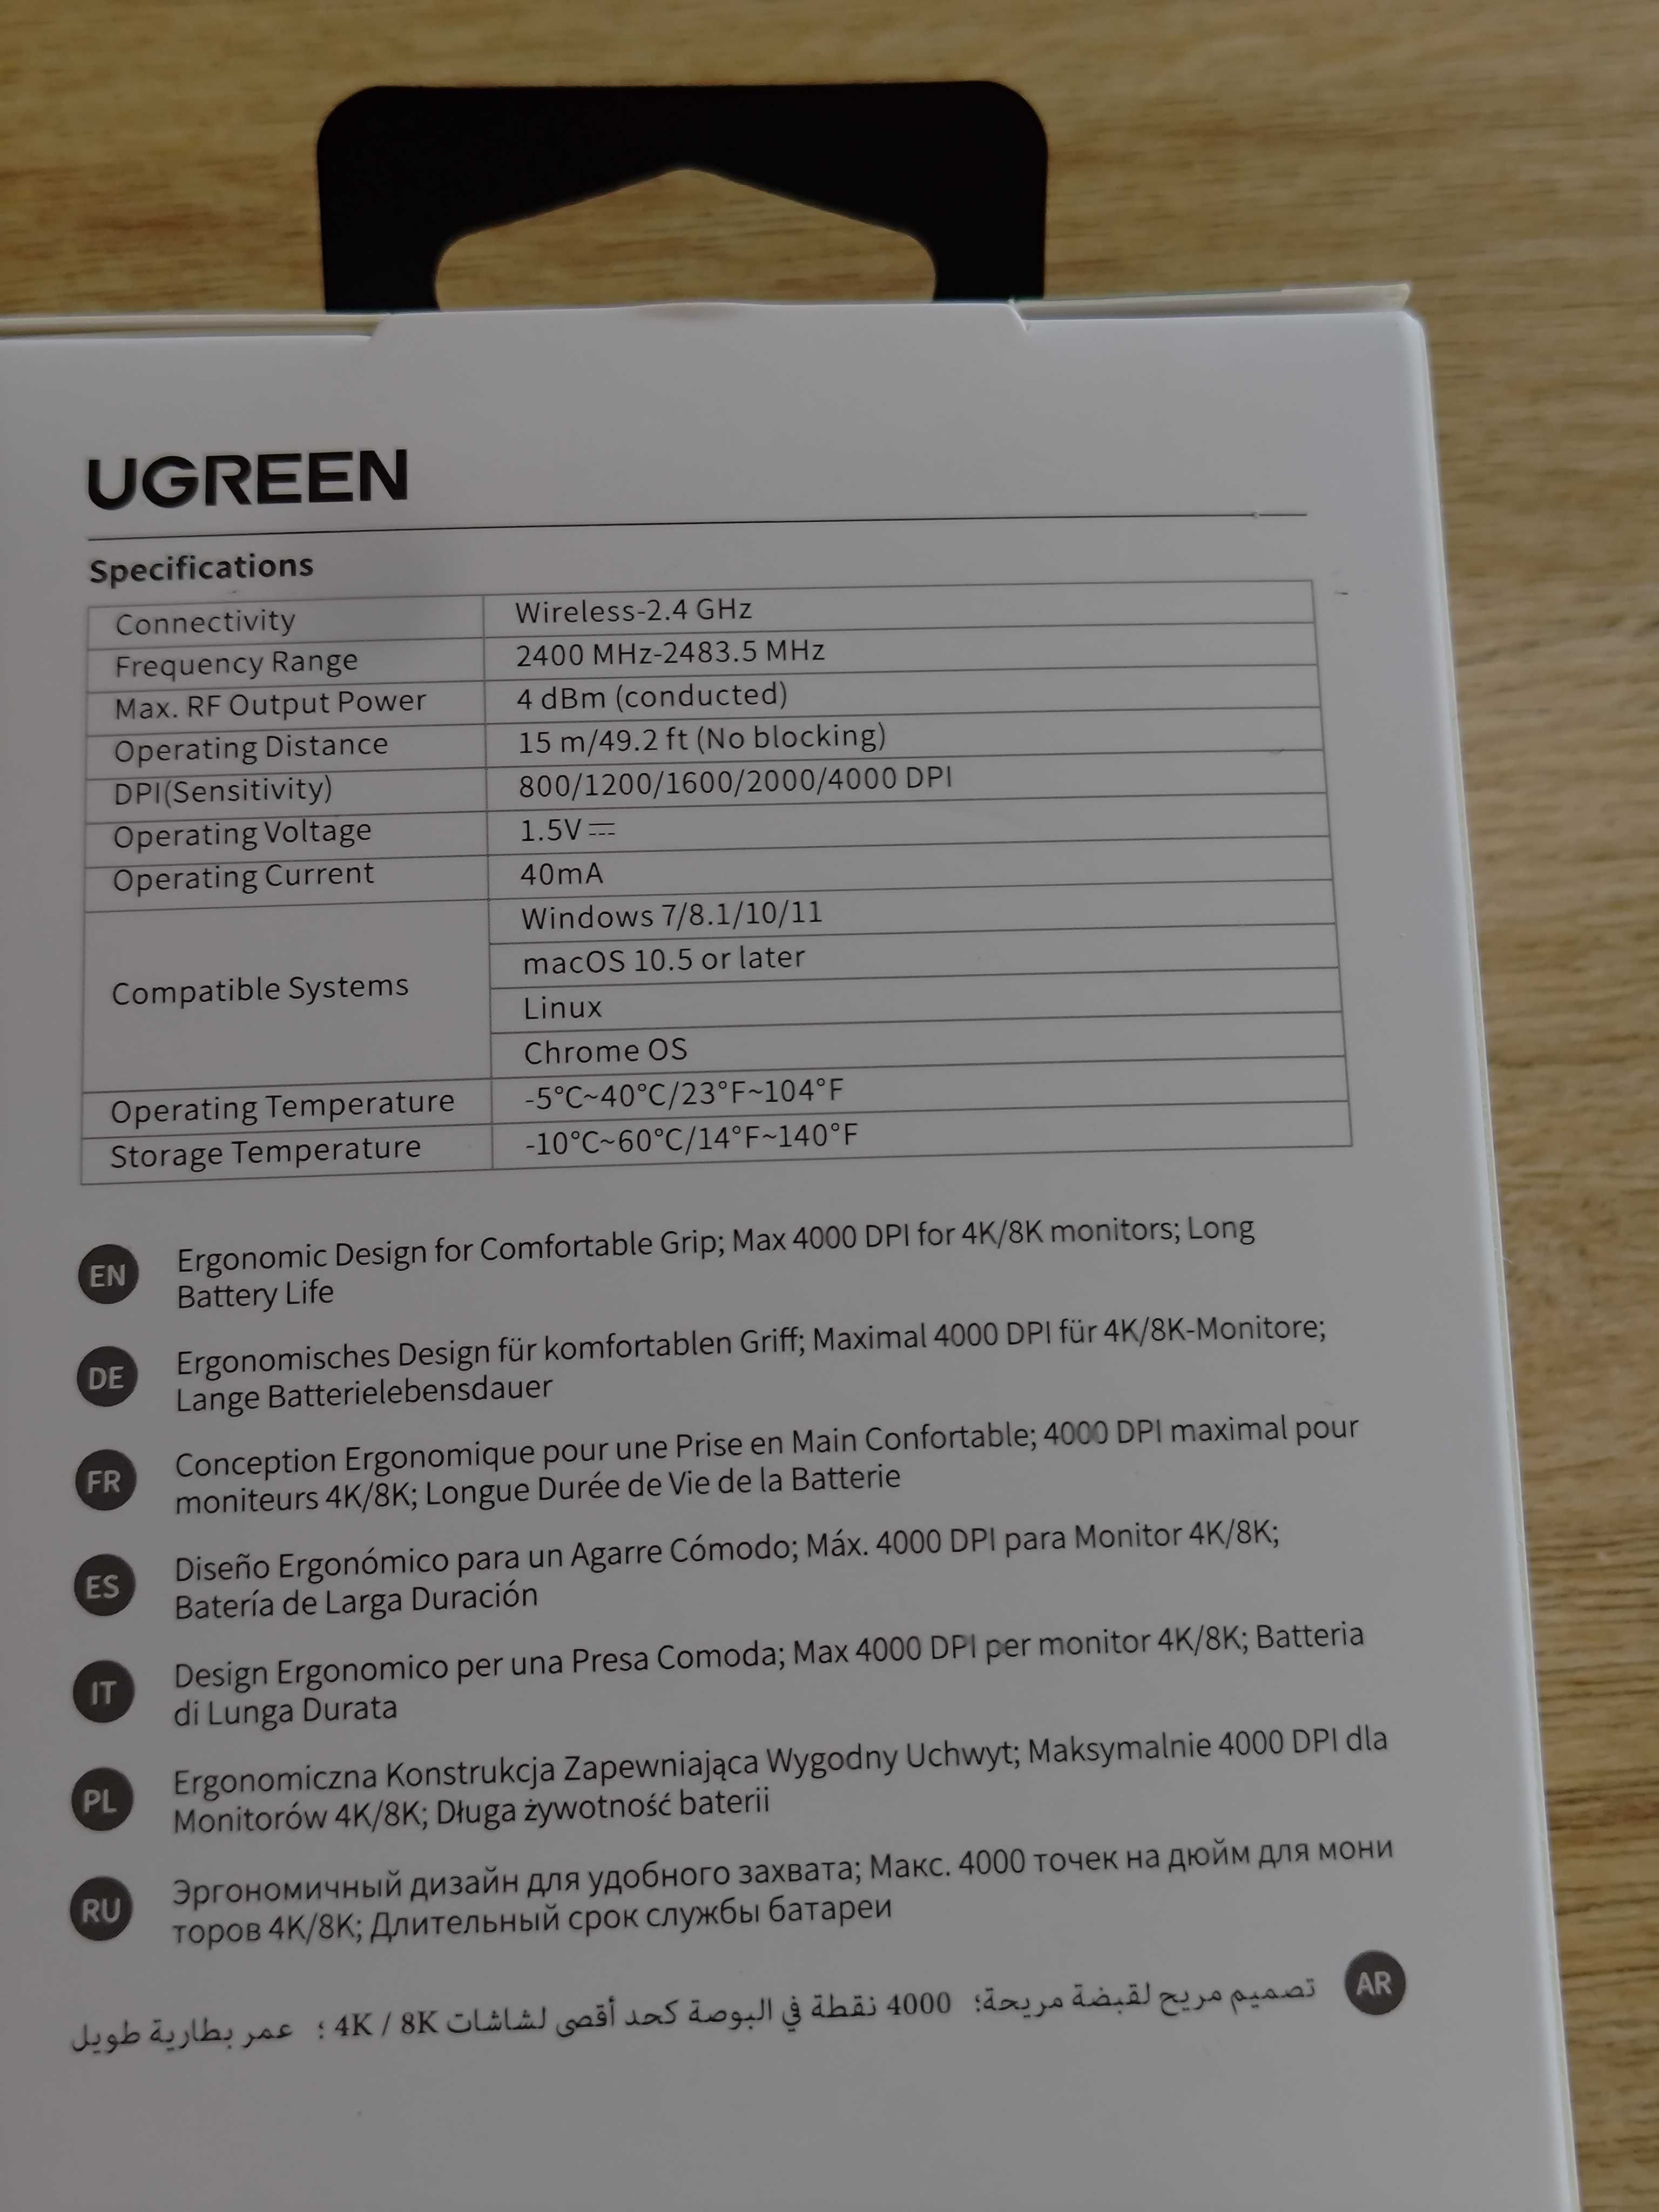 UGREEN
Specifications
Connectivity Wireless-2.4 GHz
Frequency Range 2400 MHz-2483.5 MHz
Max. RF Output Power 4 dBm (conducted)
Operating Distance 15 m/49.2 ft (No blocking)
DPI(Sensitivity) 800/1200/1600/2000/4000 DPI
Operating Voltage 1.5V⎓
Operating Current 40mA
Compatible Systems
Windows 7/8.1/10/11
macOS 10.5 or later
Linux
Chrome OS
Operating Temperature -5°C~40°C/23°F~104°F
Storage Temperature -10°C~60°C/14°F~140°F
EN Ergonomic Design for Comfortable Grip; Max 4000 DPI for 4K/8K monitors; Long
Battery Life
DE Ergonomisches Design für komfortablen Griff; Maximal 4000 DPI für 4K/8K-Monitore;
Lange Batterielebensdauer
FR Conception Ergonomique pour une Prise en Main Confortable; 4000 DPI maximal pour
moniteurs 4K/8K; Longue Durée de Vie de la Batterie
ES Diseño Ergonómico para un Agarre Cómodo; Máx. 4000 DPI para Monitor 4K/8K;
Batería de Larga Duración
IT Design Ergonomico per una Presa Comoda; Max 4000 DPI per monitor 4K/8K; Batteria
di Lunga Durata
PL Ergonomiczna Konstrukcja Zapewniająca Wygodny Uchwyt; Maksymalnie 4000 DPI dla
Monitorów 4K/8K; Długa żywotność baterii
RU Эргономичный дизайн для удобного захвата; Макс. 4000 точек на дюйм для мони
торов 4K/8K; Длительный срок службы батареи
AR تصميم مريح لقبضة مريحة؛ 4000 نقطة في البوصة كحد أقصى لشاشات 4K / 8K ؛ عمر بطارية طويل